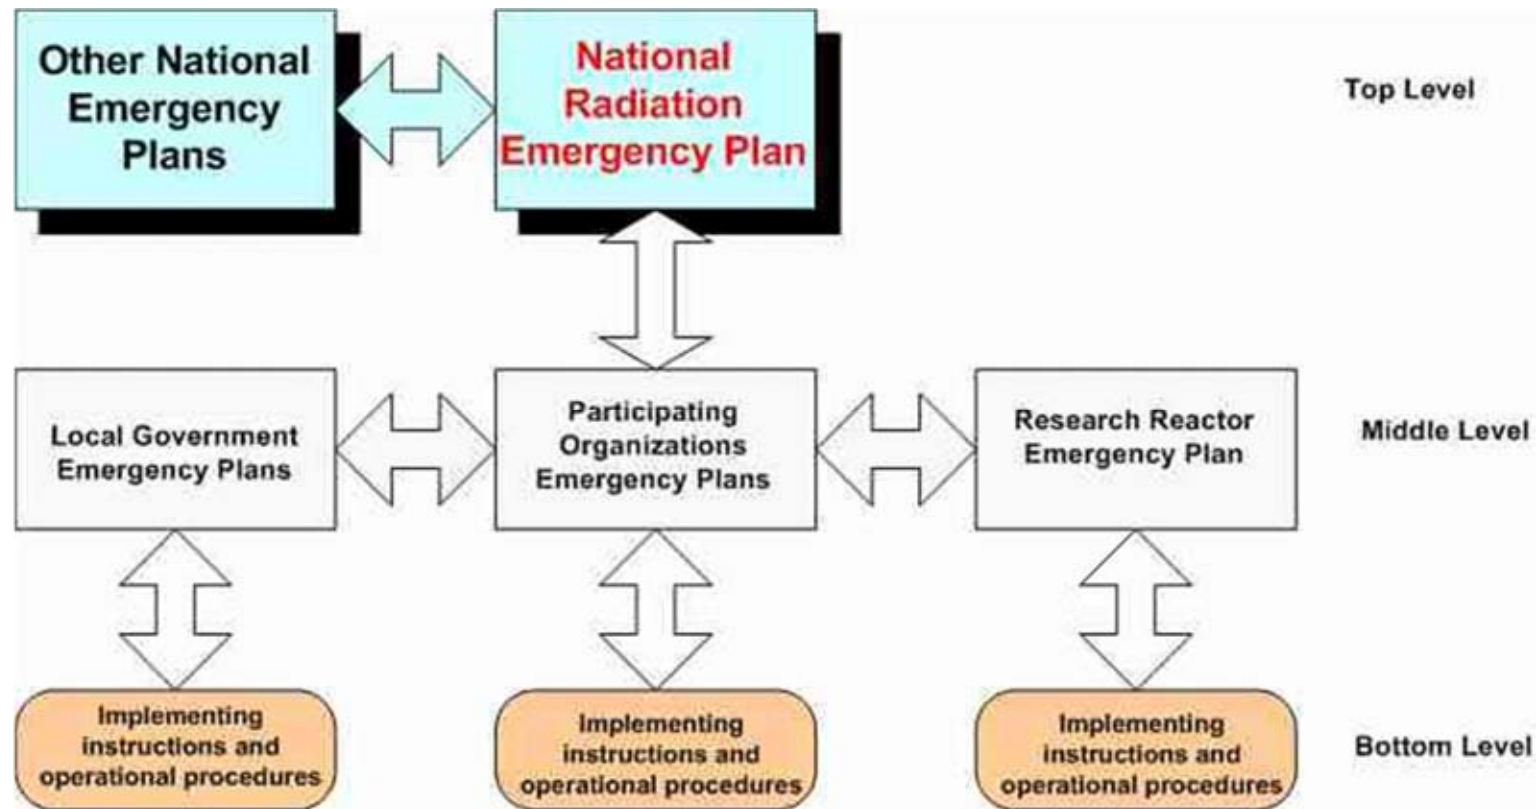 Other National
Emergency
Plans
National
Radiation
Emergency Plan
Top Level
Local Government
Emergency Plans
Participating
Organizations
Emergency Plans
Research Reactor
Emergency Plan
Middle Level
Implementing
instructions and
operational procedures
Implementing
instructions and
operational procedures
Implementing
instructions and
operational procedures
Bottom Level